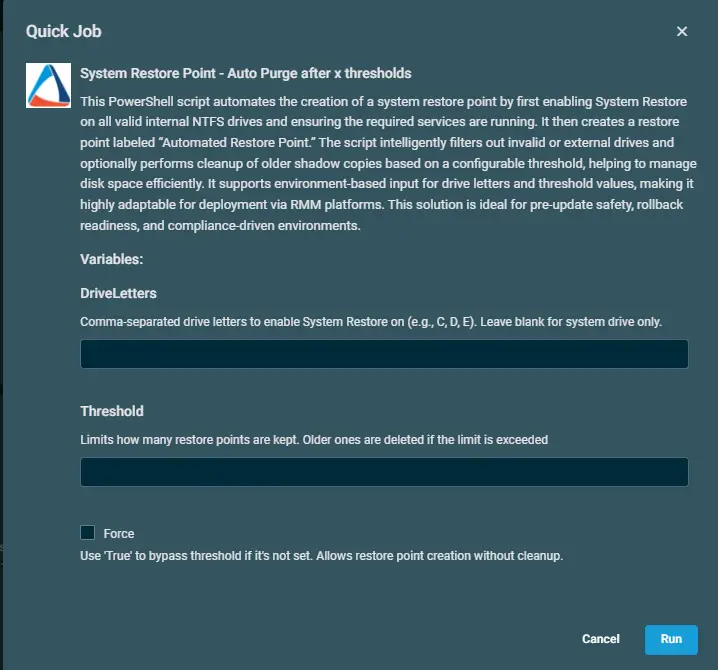 Quick Job
System Restore Point - Auto Purge after x thresholds
This PowerShell script automates the creation of a system restore point by first enabling System Restore
on all valid internal NTFS drives and ensuring the required services are running. It then creates a restore
point labeled “Automated Restore Point.” The script intelligently filters out invalid or external drives and
optionally performs cleanup of older shadow copies based on a configurable threshold, helping to manage
disk space efficiently. It supports environment-based input for drive letters and threshold values, making it
highly adaptable for deployment via RMM platforms. This solution is ideal for pre-update safety, rollback
readiness, and compliance-driven environments.
Variables:
DriveLetters
Comma-separated drive letters to enable System Restore on (e.g., C, D, E). Leave blank for system drive only.
Threshold
Limits how many restore points are kept. Older ones are deleted if the limit is exceeded
Force
Use 'True' to bypass threshold if it's not set. Allows restore point creation without cleanup.
Cancel
Run